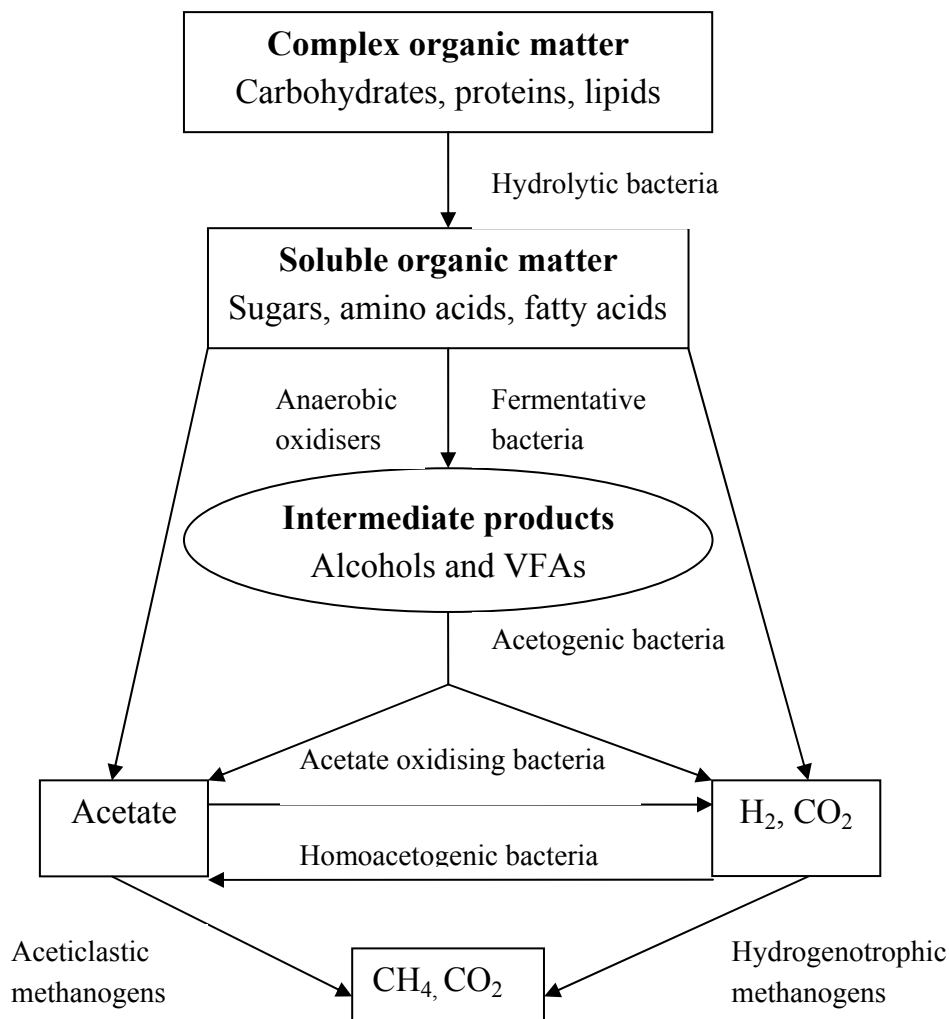 Complex organic matter
Carbohydrates, proteins, lipids
Hydrolytic bacteria
Soluble organic matter
Sugars, amino acids, fatty acids
Anaerobic
oxidisers
Fermentative
bacteria
Intermediate products
Alcohols and VFAs
Acetogenic bacteria
Acetate oxidising bacteria
Acetate
H₂, CO₂
Homoacetogenic bacteria
Aceticlastic
methanogens
CH₄, CO₂
Hydrogenotrophic
methanogens